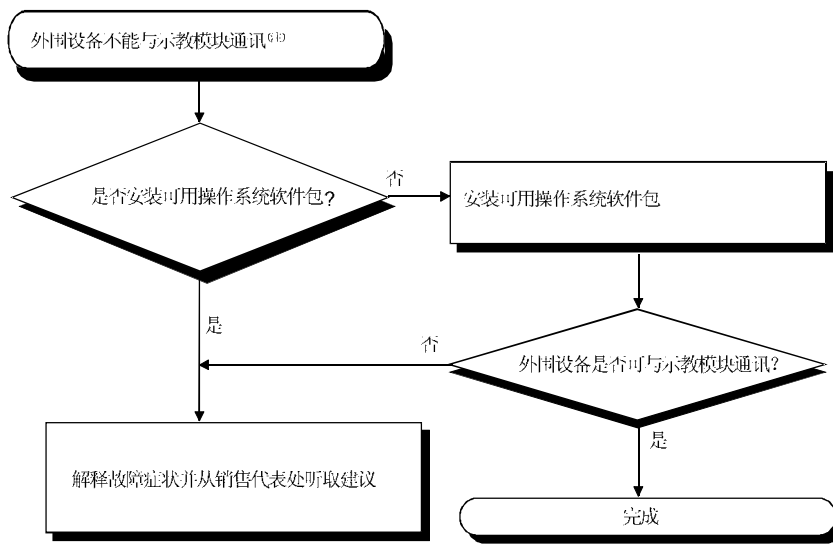 外围设备不能与示教模块通讯
是否安装可用操作系统软件包?
否
安装可用操作系统软件包
是
否
外围设备是否可与示教模块通讯?
是
解释故障症状并从销售代表处听取建议
完成